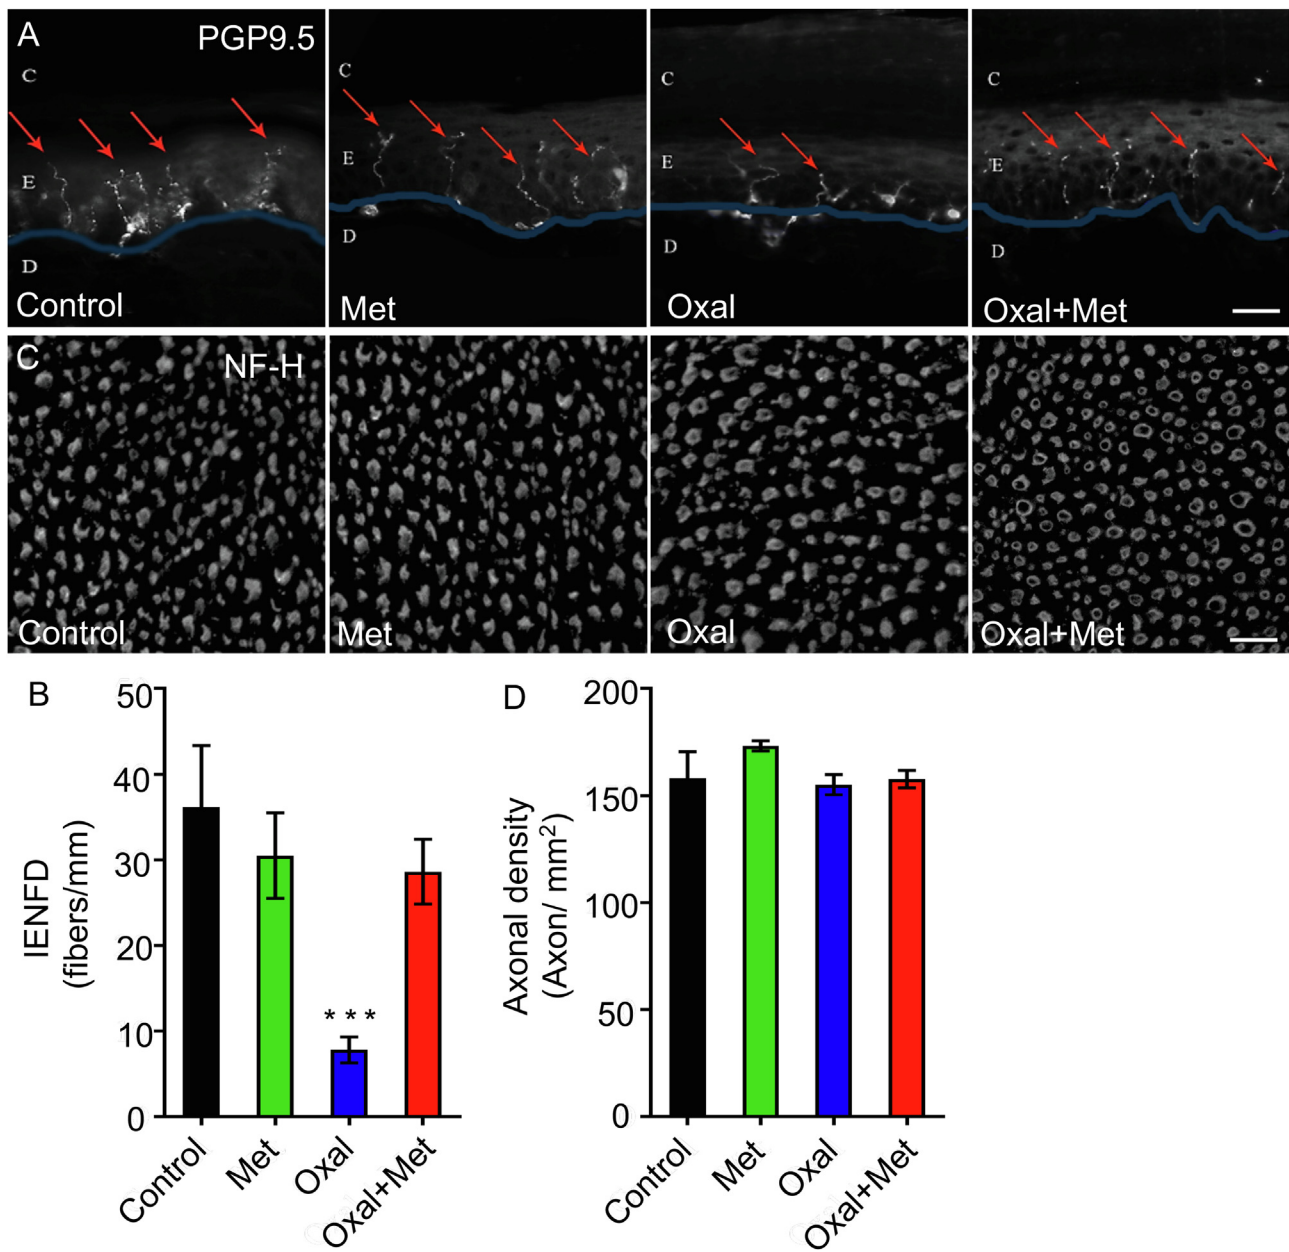 A
PGP9.5
C
E
D
Control
C
E
D
Met
C
E
D
Oxal
C
E
D
Oxal+Met
C
NF-H
Control
Met
Oxal
Oxal+Met
B
IENFD
(fibers/mm)
50
40
30
20
10
0
* * *
Control
Met
Oxal
Oxal+Met
D
Axonal density
(Axon/ mm²)
200
150
100
50
0
Control
Met
Oxal
Oxal+Met